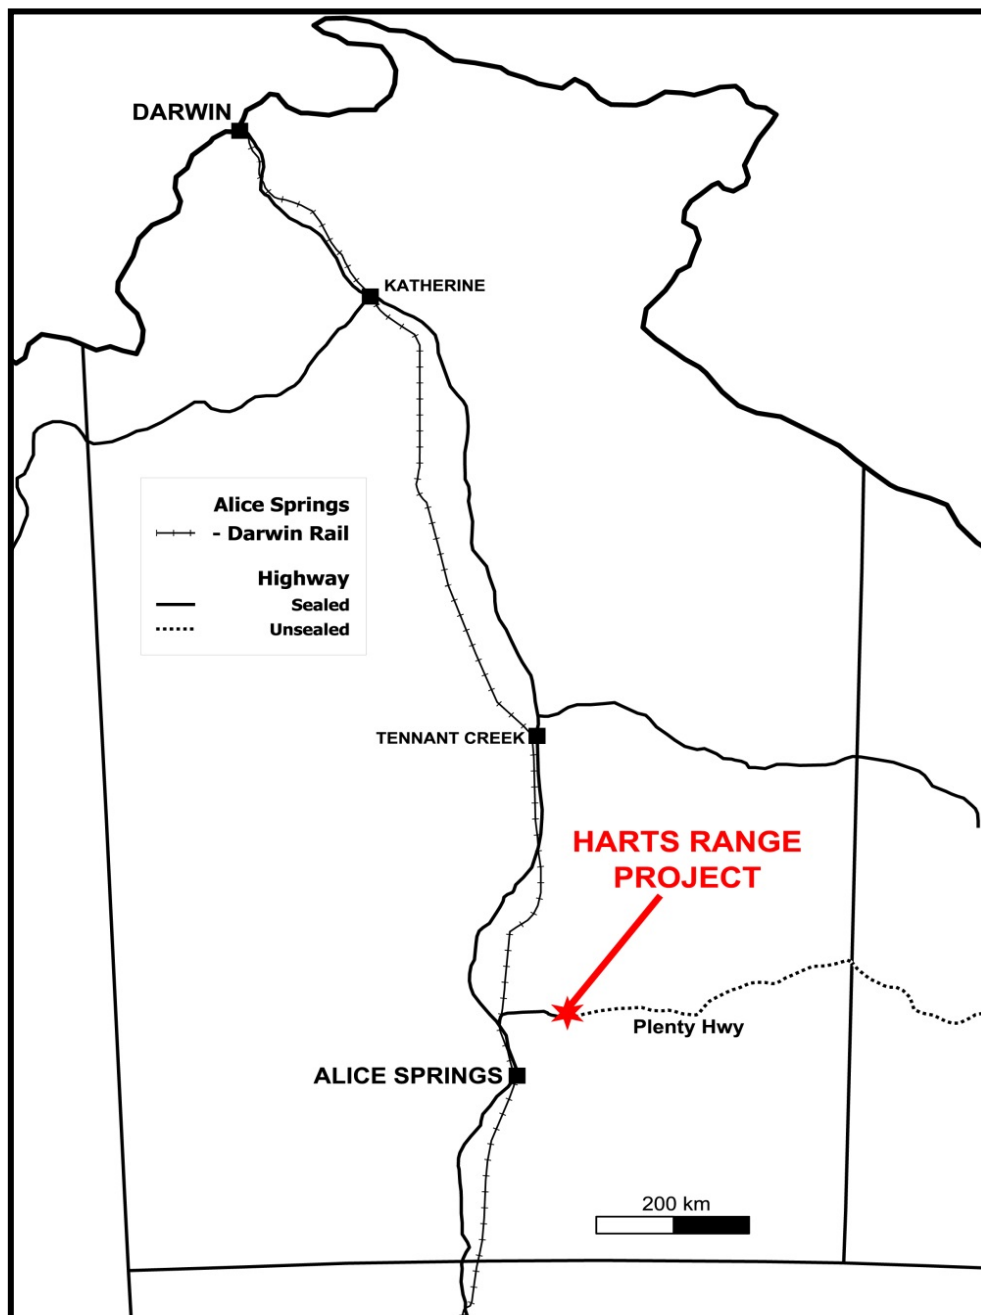 DARWIN
KATHERINE
Alice Springs
- Darwin Rail
Highway
Sealed
Unsealed
TENNANT CREEK
HARTS RANGE
PROJECT
Plenty Hwy
ALICE SPRINGS
200 km